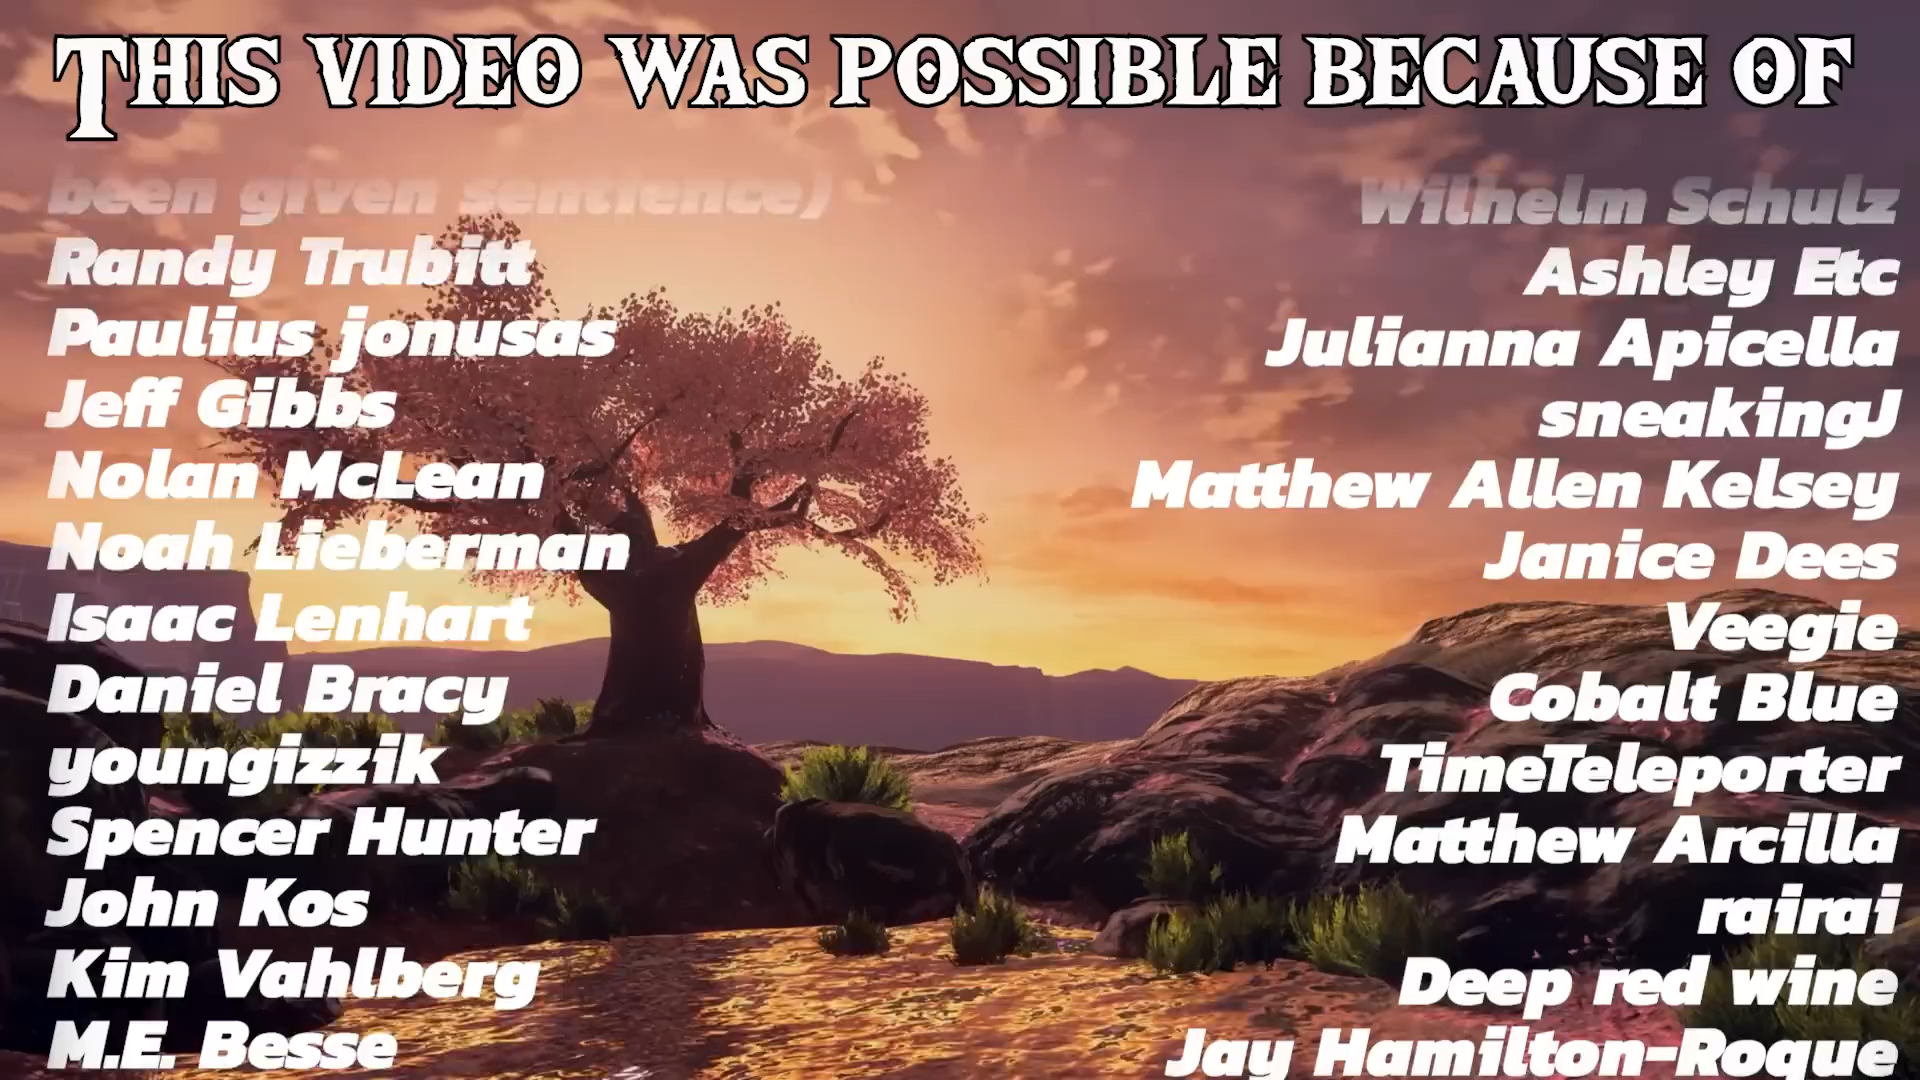 This video was possible because of
been given sentience)
Randy Trubitt
Paulius jonusas
Jeff Gibbs
Nolan McLean
Noah Lieberman
Isaac Lenhart
Daniel Bracy
youngizzik
Spencer Hunter
John Kos
Kim Vahlberg
M.E. Besse
Wilhelm Schulz
Ashley Etc
Julianna Apicella
sneakingJ
Matthew Allen Kelsey
Janice Dees
Veegie
Cobalt Blue
TimeTeleporter
Matthew Arcilla
rairai
Deep red wine
Jay Hamilton-Roque